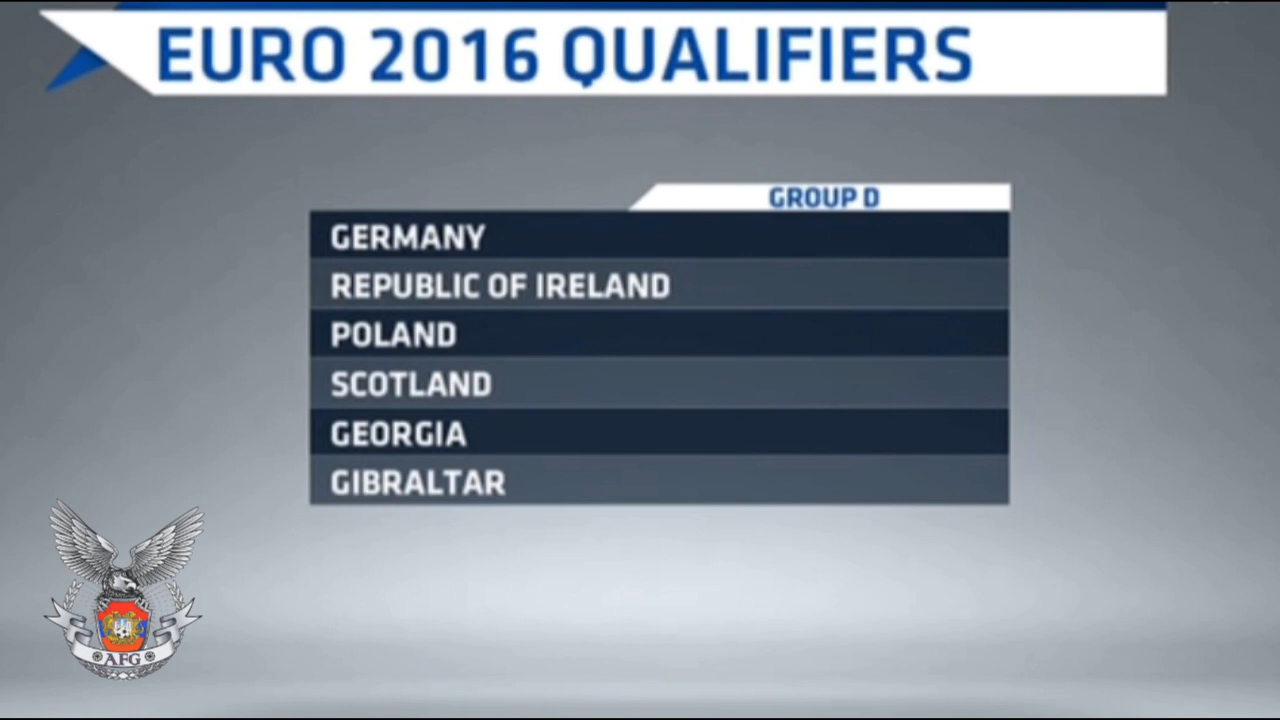 EURO 2016 QUALIFIERS
GROUP D
GERMANY
REPUBLIC OF IRELAND
POLAND
SCOTLAND
GEORGIA
GIBRALTAR
AFG